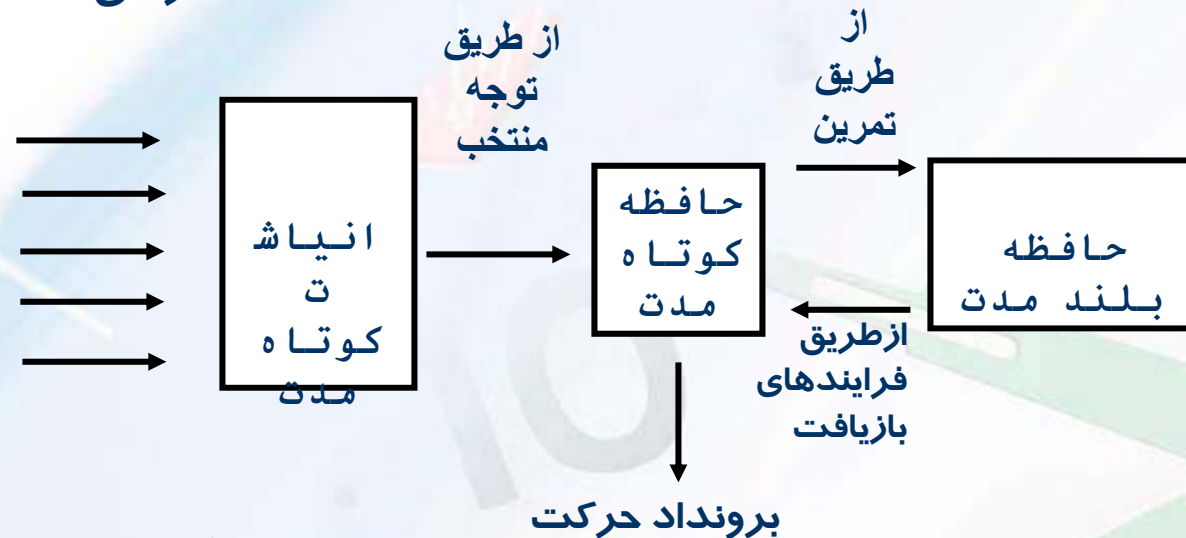 از طریق
توجه
منتخب
از
طریق
تمرین
انباش
ت
کوتاه
مدت
حافظه
کوتاه
مدت
حافظه
بلند مدت
ازطریق
فرایندهای
بازیافت
برونداد حرکت